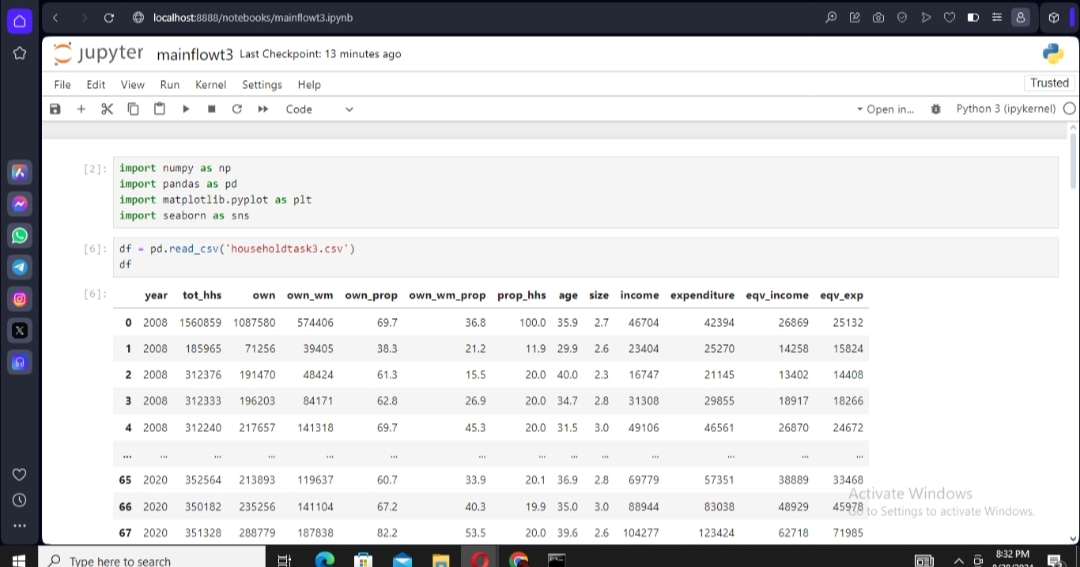 localhost:8888/notebooks/mainflowt3.ipynb
jupyter mainflowt3 Last Checkpoint: 13 minutes ago
File Edit View Run Kernel Settings Help
Trusted
Code
Open in...
Python 3 (ipykernel)
[2]: import numpy as np
import pandas as pd
import matplotlib.pyplot as plt
import seaborn as sns
[6]: df = pd.read_csv('householdtask3.csv')
df
[6]: year tot_hhs own own_wm own_prop own_wm_prop prop_hhs age size income expenditure eqv_income eqv_exp
0 2008 1560859 1087580 574406 69.7 36.8 100.0 35.9 2.7 46704 42394 26869 25132
1 2008 185965 71256 39405 38.3 21.2 11.9 29.9 2.6 23404 25270 14258 15824
2 2008 312376 191470 48424 61.3 15.5 20.0 40.0 2.3 16747 21145 13402 14408
3 2008 312333 196203 84171 62.8 26.9 20.0 34.7 2.8 31308 29855 18917 18266
4 2008 312240 217657 141318 69.7 45.3 20.0 31.5 3.0 49106 46561 26870 24672
... ... ... ... ... ... ... ... ... ... ... ... ... ...
65 2020 352564 213893 119637 60.7 33.9 20.1 36.9 2.8 69779 57351 38889 33468
66 2020 350182 235256 141104 67.2 40.3 19.9 35.0 3.0 88944 83038 48929 45978
67 2020 351328 288779 187838 82.2 53.5 20.0 39.6 2.6 104277 123424 62718 71985
Activate Windows
Go to Settings to activate Windows.
Type here to search
8:32 PM